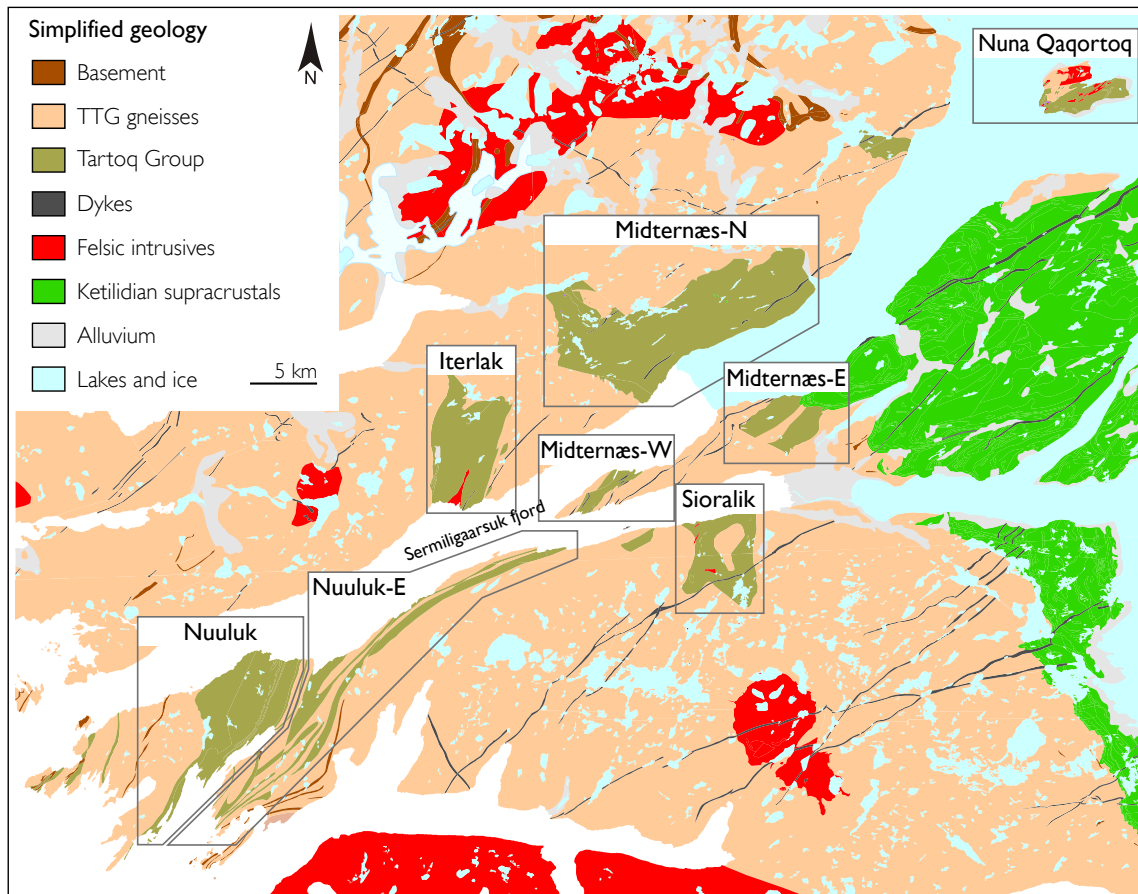 Simplified geology
Basement
TTG gneisses
Tartoq Group
Dykes
Felsic intrusives
Ketilidian supracrustals
Alluvium
Lakes and ice
N
5 km
Nuna Qaqortoq
Midternæs-N
Iterlak
Midternæs-E
Midternæs-W
Sioralik
Sermiligaarsuk fjord
Nuuluk-E
Nuuluk